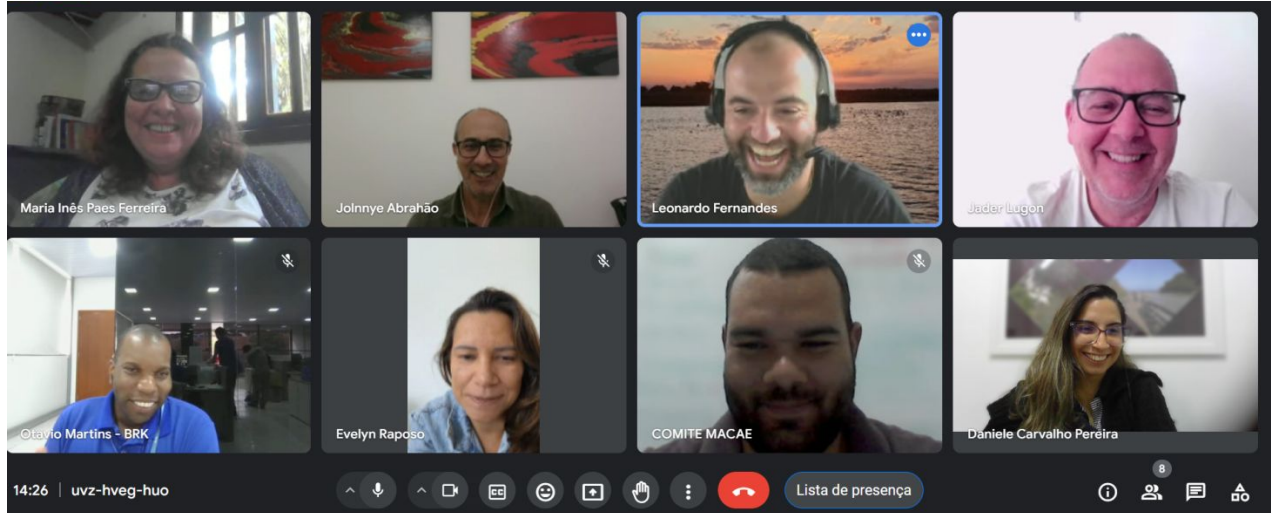 Maria Inês Paes Ferreira
Jolnnye Abrahão
Leonardo Fernandes
Jader Lugon
Otavio Martins - BRK
Evelyn Raposo
COMITE MACAE
Daniele Carvalho Pereira
8
14:26 | uvz-hveg-huo
CC
Lista de presença